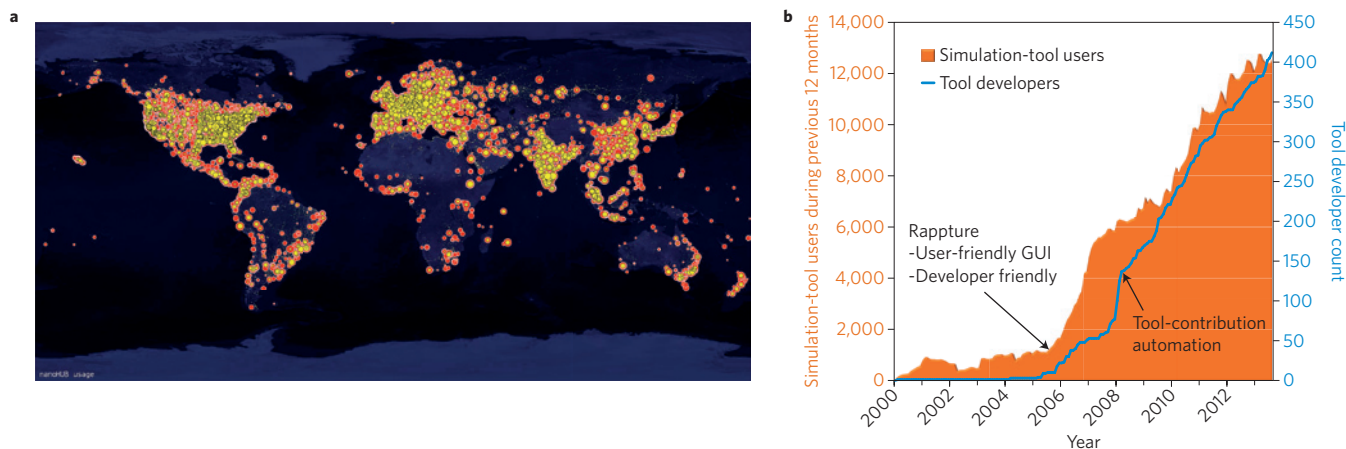 a
nanoHUB usage
b
Simulation-tool users during previous 12 months
14,000
12,000
10,000
8,000
6,000
4,000
2,000
0
Simulation-tool users
Tool developers
Rappture
-User-friendly GUI
-Developer friendly
Tool-contribution
automation
450
400
350
300
250
200
150
100
50
0
Tool developer count
2000
2002
2004
2006
2008
2010
2012
Year